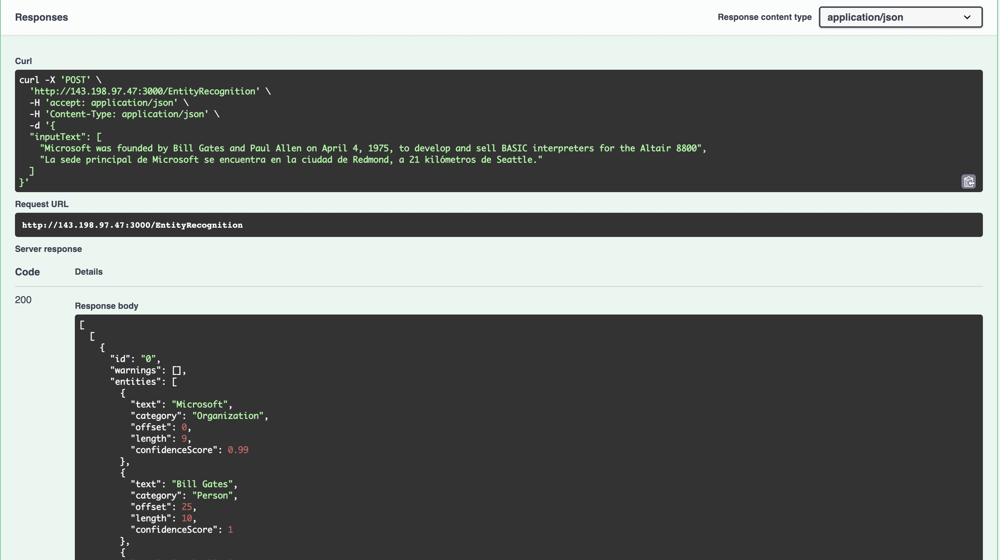 Responses
Response content type
application/json
Curl
curl -X 'POST' \
'http://143.198.97.47:3000/EntityRecognition' \
-H 'accept: application/json' \
-H 'Content-Type: application/json' \
-d '{
"inputText": [
"Microsoft was founded by Bill Gates and Paul Allen on April 4, 1975, to develop and sell BASIC interpreters for the Altair 8800",
"La sede principal de Microsoft se encuentra en la ciudad de Redmond, a 21 kilómetros de Seattle."
]
}'
Request URL
http://143.198.97.47:3000/EntityRecognition
Server response
Code Details
200
Response body
[
[
{
"id": "0",
"warnings": [],
"entities": [
{
"text": "Microsoft",
"category": "Organization",
"offset": 0,
"length": 9,
"confidenceScore": 0.99
},
{
"text": "Bill Gates",
"category": "Person",
"offset": 25,
"length": 10,
"confidenceScore": 1
},
{